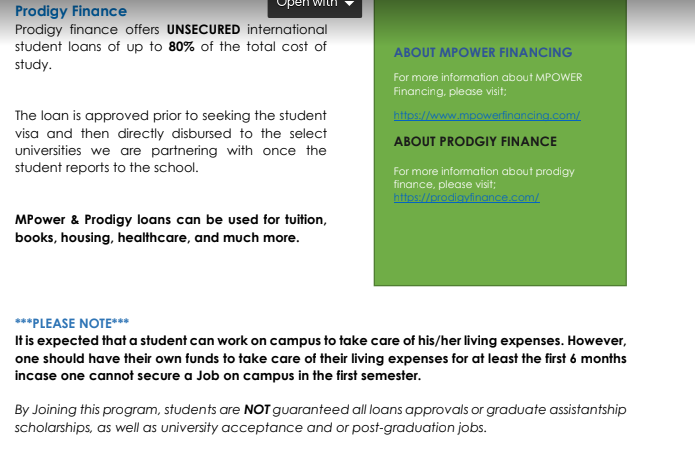 Open with
Prodigy Finance
Prodigy finance offers UNSECURED international
student loans of up to 80% of the total cost of
study.
The loan is approved prior to seeking the student
visa and then directly disbursed to the select
universities we are partnering with once the
student reports to the school.
MPower & Prodigy loans can be used for tuition,
books, housing, healthcare, and much more.
ABOUT MPOWER FINANCING
For more information about MPOWER
Financing, please visit;
https://www.mpowerfinancing.com/
ABOUT PRODGIY FINANCE
For more information about prodigy
finance, please visit;
https://prodigyfinance.com/
***PLEASE NOTE***
It is expected that a student can work on campus to take care of his/her living expenses. However,
one should have their own funds to take care of their living expenses for at least the first 6 months
incase one cannot secure a Job on campus in the first semester.
By Joining this program, students are NOT guaranteed all loans approvals or graduate assistantship
scholarships, as well as university acceptance and or post-graduation jobs.